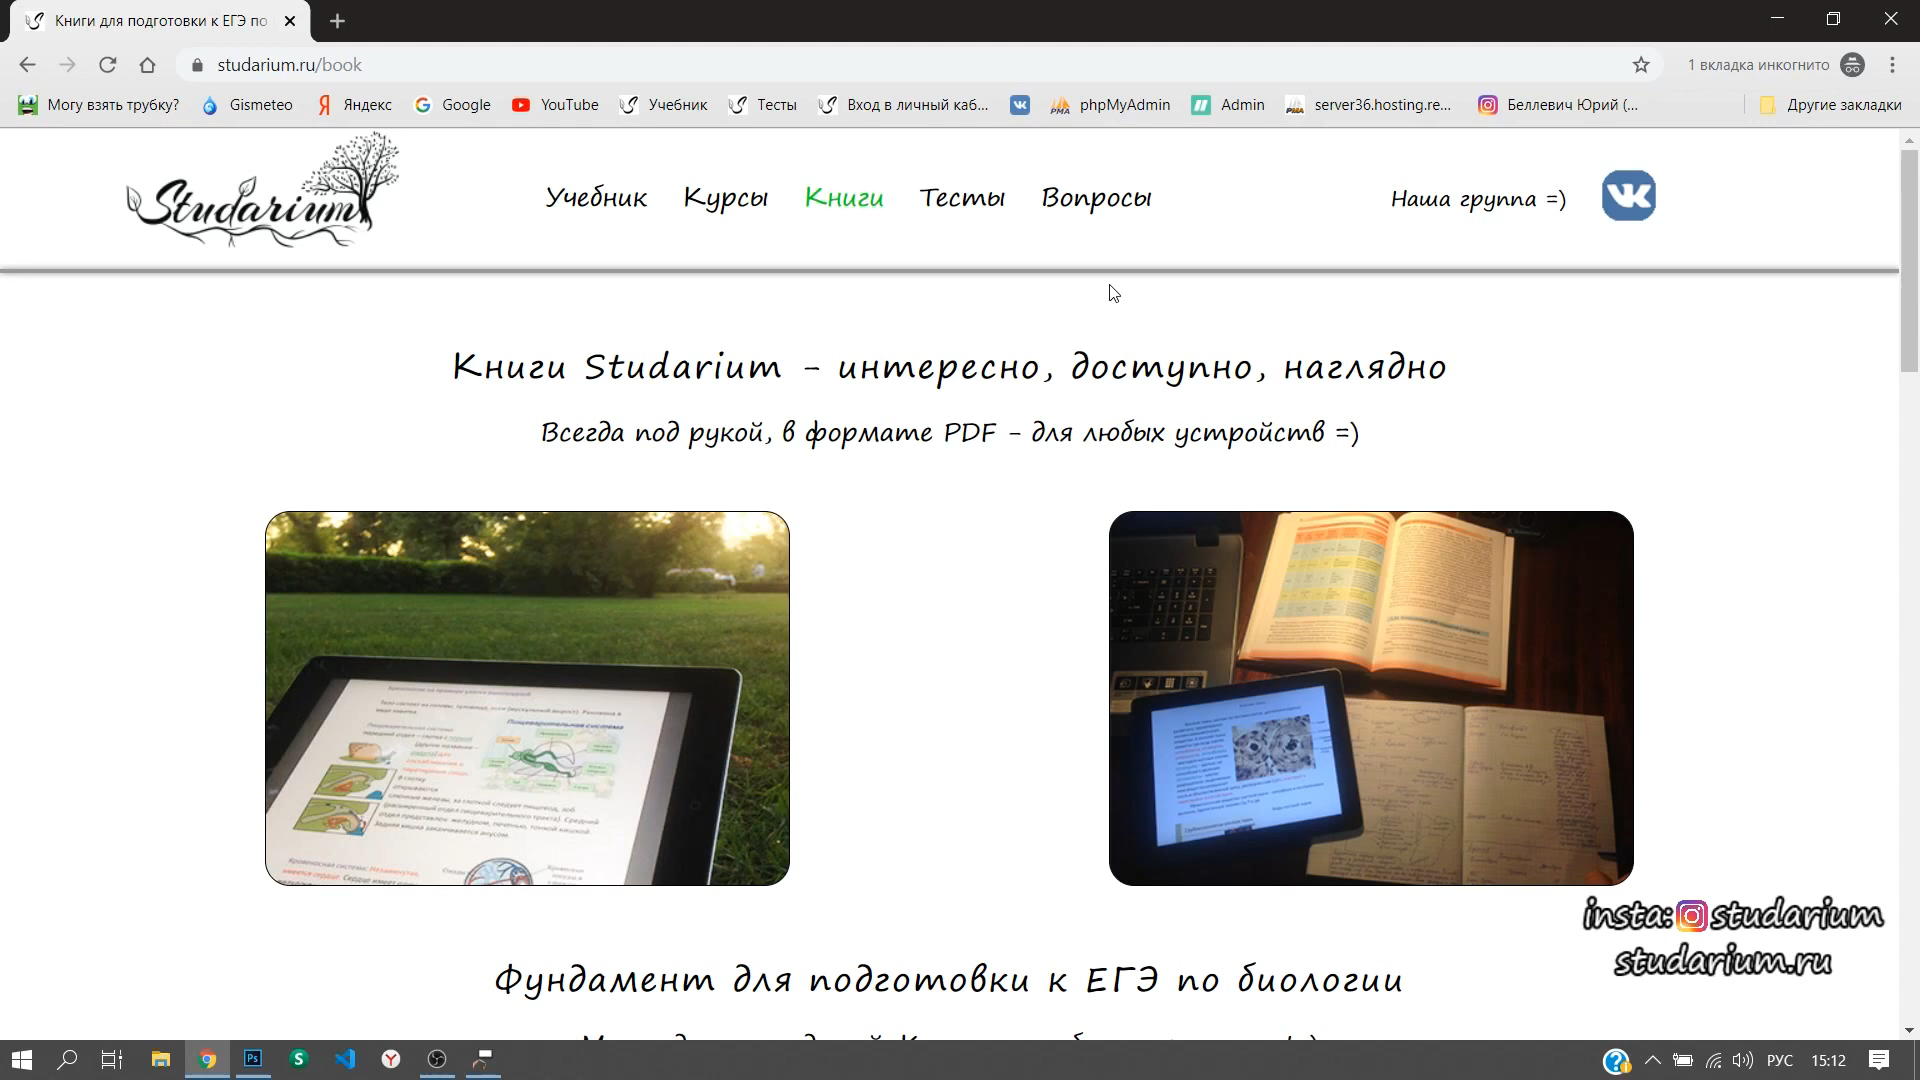 Книги для подготовки к ЕГЭ по
studarium.ru/book
1 вкладка инкогнито
Могу взять трубку?
Gismeteo
Яндекс
Google
YouTube
Учебник
Тесты
Вход в личный каб...
phpMyAdmin
Admin
server36.hosting.re...
Беллевич Юрий (...
Другие закладки
Studarium
Учебник
Курсы
Книги
Тесты
Вопросы
Наша группа =)
Книги Studarium - интересно, доступно, наглядно
Всегда под рукой, в формате PDF - для любых устройств =)
Пищеварительная система
insta: studarium
studarium.ru
Фундамент для подготовки к ЕГЭ по биологии
РУС
15:12